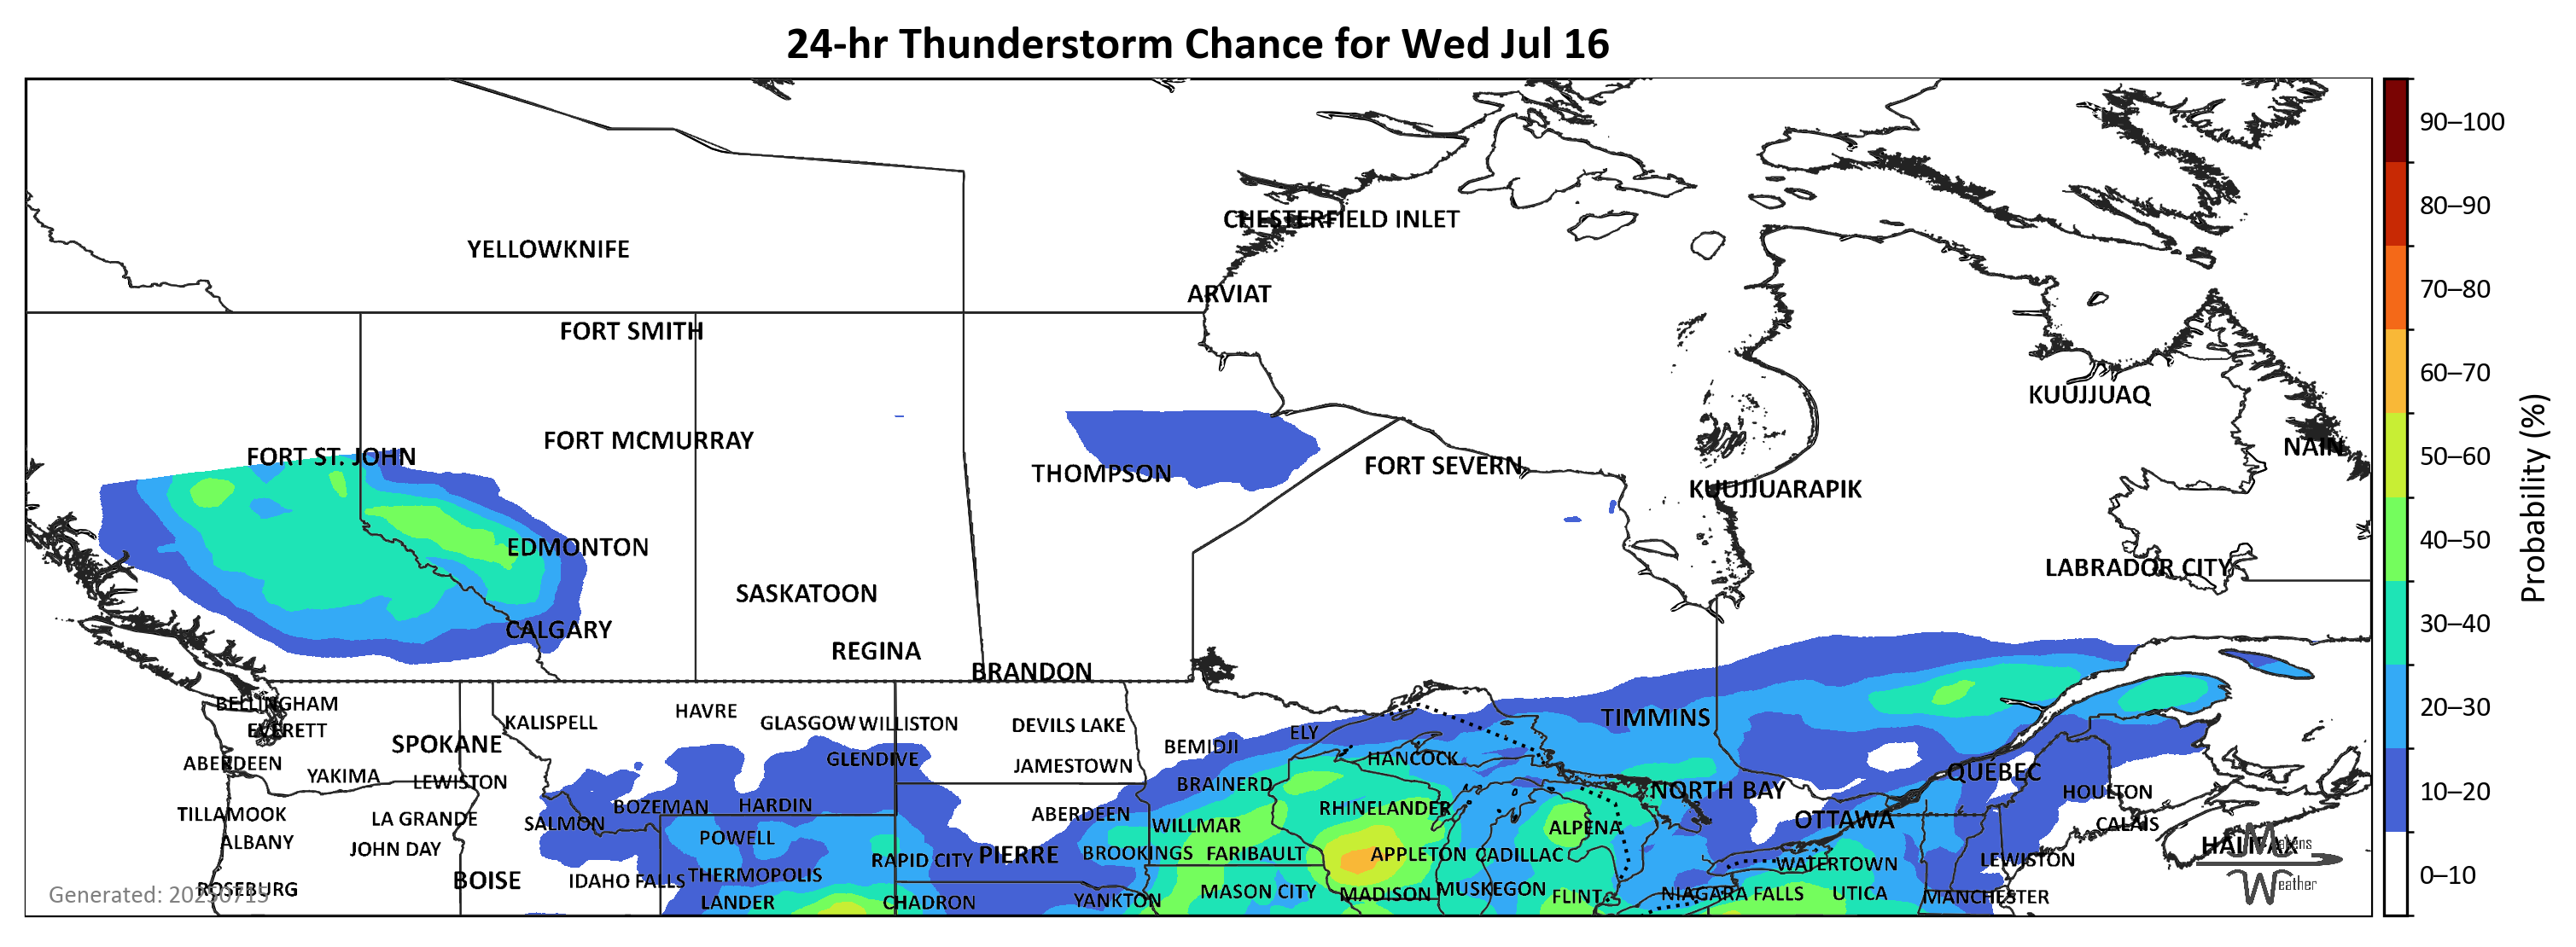 24-hr Thunderstorm Chance for Wed Jul 16
90–100
80–90
70–80
60–70
50–60
40–50
30–40
20–30
10–20
0–10
Probability (%)
CHESTERFIELD INLET
YELLOWKNIFE
ARVIAT
FORT SMITH
KUUJJUAQ
FORT MCMURRAY
NAIN
FORT ST. JOHN
FORT SEVERN
THOMPSON
KUUJJUARAPIK
EDMONTON
LABRADOR CITY
SASKATOON
CALGARY
REGINA
BRANDON
BELLINGHAM
HAVRE
TIMMINS
KALISPELL
GLASGOW
WILLISTON
DEVILS LAKE
EVERETT
ELY
SPOKANE
BEMIDJI
HANCOCK
GLENDIVE
ABERDEEN
JAMESTOWN
QUÉBEC
YAKIMA
LEWISTON
BRAINERD
NORTH BAY
HOULTON
BOZEMAN
HARDIN
RHINELANDER
TILLAMOOK
ABERDEEN
LA GRANDE
OTTAWA
SALMON
WILLMAR
ALPENA
CALAIS
POWELL
ALBANY
HALIFAX
JOHN DAY
BROOKINGS
FARIBAULT
PIERRE
APPLETON
CADILLAC
RAPID CITY
LEWISTON
WATERTOWN
THERMOPOLIS
BOISE
IDAHO FALLS
ROSEBURG
MASON CITY
MUSKEGON
MADISON
NIAGARA FALLS
UTICA
FLINT
MANCHESTER
YANKTON
LANDER
CHADRON
Generated: 20250715
Weather